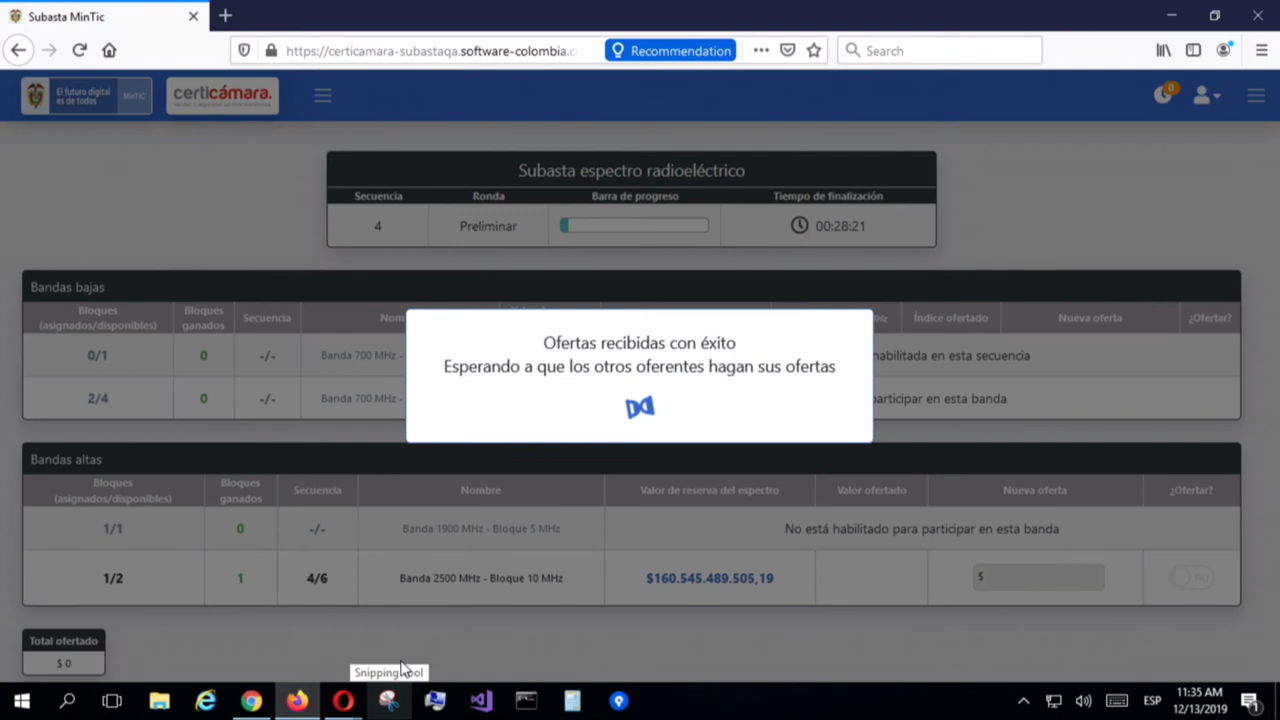 Subasta MinTic
https://certicamara-subastaqa.software-colombia.c
Recommendation
Search
El futuro digital
es de todos
MinTIC
certicámara.
0
Subasta espectro radioeléctrico
Secuencia Ronda Barra de progreso Tiempo de finalización
4 Preliminar 00:28:21
Bandas bajas
Bloques
(asignados/disponibles)
Bloques
ganados
Secuencia
Índice ofertado
Nueva oferta
¿Ofertar?
0/1 0 -/- Banda 700 MHz - habilitada en esta secuencia
2/4 0 -/- Banda 700 MHz - participar en esta banda
Ofertas recibidas con éxito
Esperando a que los otros oferentes hagan sus ofertas
Bandas altas
Bloques
(asignados/disponibles)
Bloques
ganados
Secuencia
Nombre
Valor de reserva del espectro
Valor ofertado
Nueva oferta
¿Ofertar?
1/1 0 -/- Banda 1900 MHz - Bloque 5 MHz No está habilitado para participar en esta banda
1/2 1 4/6 Banda 2500 MHz - Bloque 10 MHz $160.545.489.505,19 $ NO
Total ofertado
$ 0
Snipping
ESP
11:35 AM
12/13/2019
1